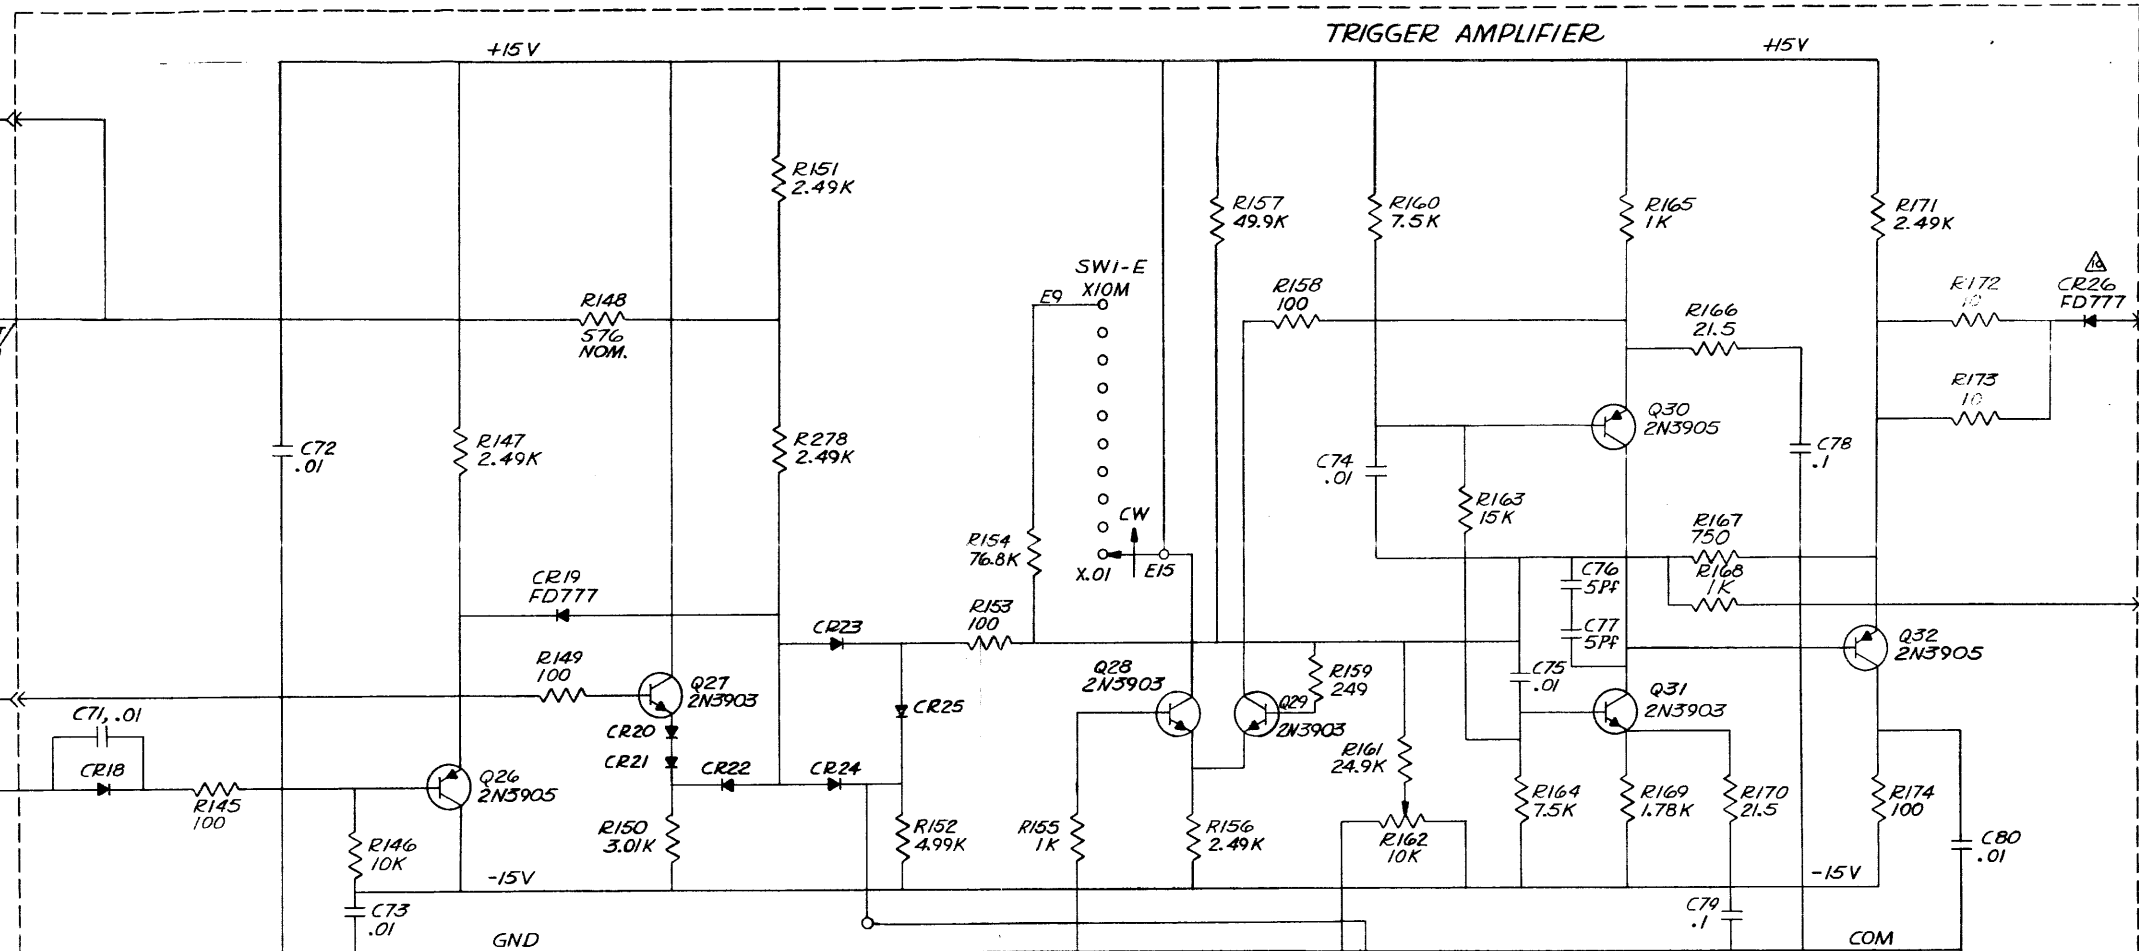 TRIGGER AMPLIFIER
+15V
+15V
R151
2.49K
R157
49.9K
R160
7.5K
R165
1K
R171
2.49K
SW1-E
X10M
E9
R148
576
NOM.
R158
100
R166
21.5
R172
10
10
CR26
FD777
R173
10
Q30
2N3905
C72
.01
R147
2.49K
R278
2.49K
C74
.01
C78
.1
R163
15K
CW
R154
76.8K
X.01
E15
R167
750
R168
1K
C76
5Pf
C77
5Pf
CR19
FD777
R153
100
CR23
Q32
2N3905
R149
100
Q27
2N3903
CR25
Q28
2N3903
R159
249
Q29
2N3903
C75
.01
Q31
2N3903
C71, .01
CR18
CR20
CR21
CR22
CR24
R161
24.9K
Q26
2N3905
R145
100
R146
10K
R150
3.01K
R152
4.99K
R155
1K
R156
2.49K
R162
10K
R164
7.5K
R169
1.78K
R170
21.5
R174
100
C80
.01
-15V
-15V
C73
.01
C79
.1
GND
COM